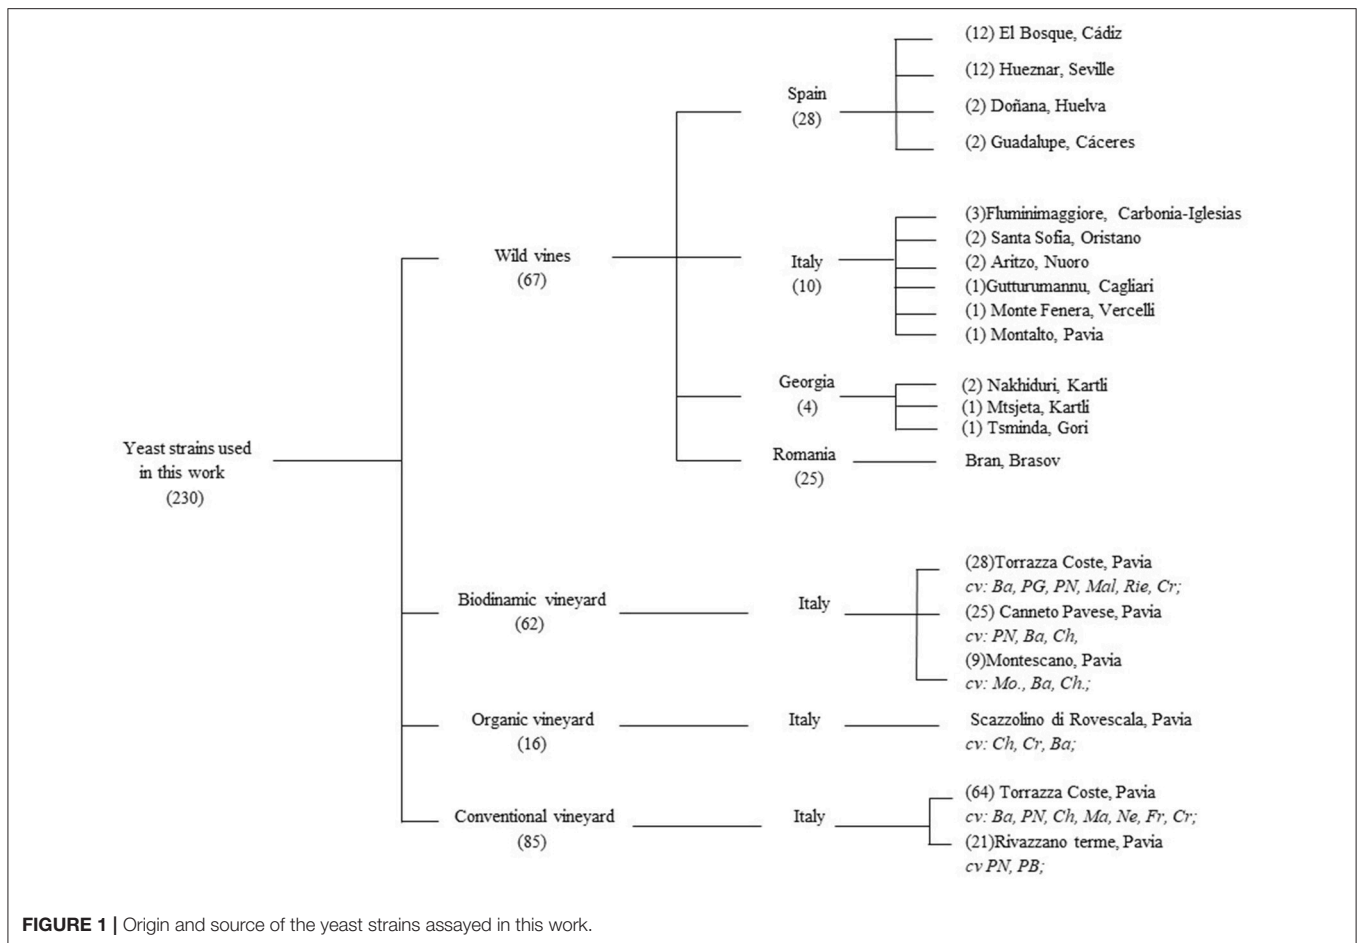 (12) El Bosque, Cádiz
(12) Hueznar, Seville
Spain
(28)
(2) Doñana, Huelva
(2) Guadalupe, Cáceres
(3)Fluminimaggiore, Carbonia-Iglesias
(2) Santa Sofia, Oristano
Wild vines
(67)
Italy
(10)
(2) Aritzo, Nuoro
(1)Gutturumannu, Cagliari
(1) Monte Fenera, Vercelli
(1) Montalto, Pavia
Georgia
(4)
(2) Nakhiduri, Kartli
(1) Mtsjeta, Kartli
(1) Tsminda, Gori
Yeast strains used
in this work
(230)
Romania
(25)
Bran, Brasov
(28)Torrazza Coste, Pavia
cv: Ba, PG, PN, Mal, Rie, Cr;
Biodinamic vineyard
(62)
Italy
(25) Canneto Pavese, Pavia
cv: PN, Ba, Ch,
(9)Montescano, Pavia
cv: Mo., Ba, Ch.;
Organic vineyard
(16)
Italy
Scazzolino di Rovescala, Pavia
cv: Ch, Cr, Ba;
(64) Torrazza Coste, Pavia
cv: Ba, PN, Ch, Ma, Ne, Fr, Cr;
Conventional vineyard
(85)
Italy
(21)Rivazzano terme, Pavia
cv PN, PB;
FIGURE 1 | Origin and source of the yeast strains assayed in this work.